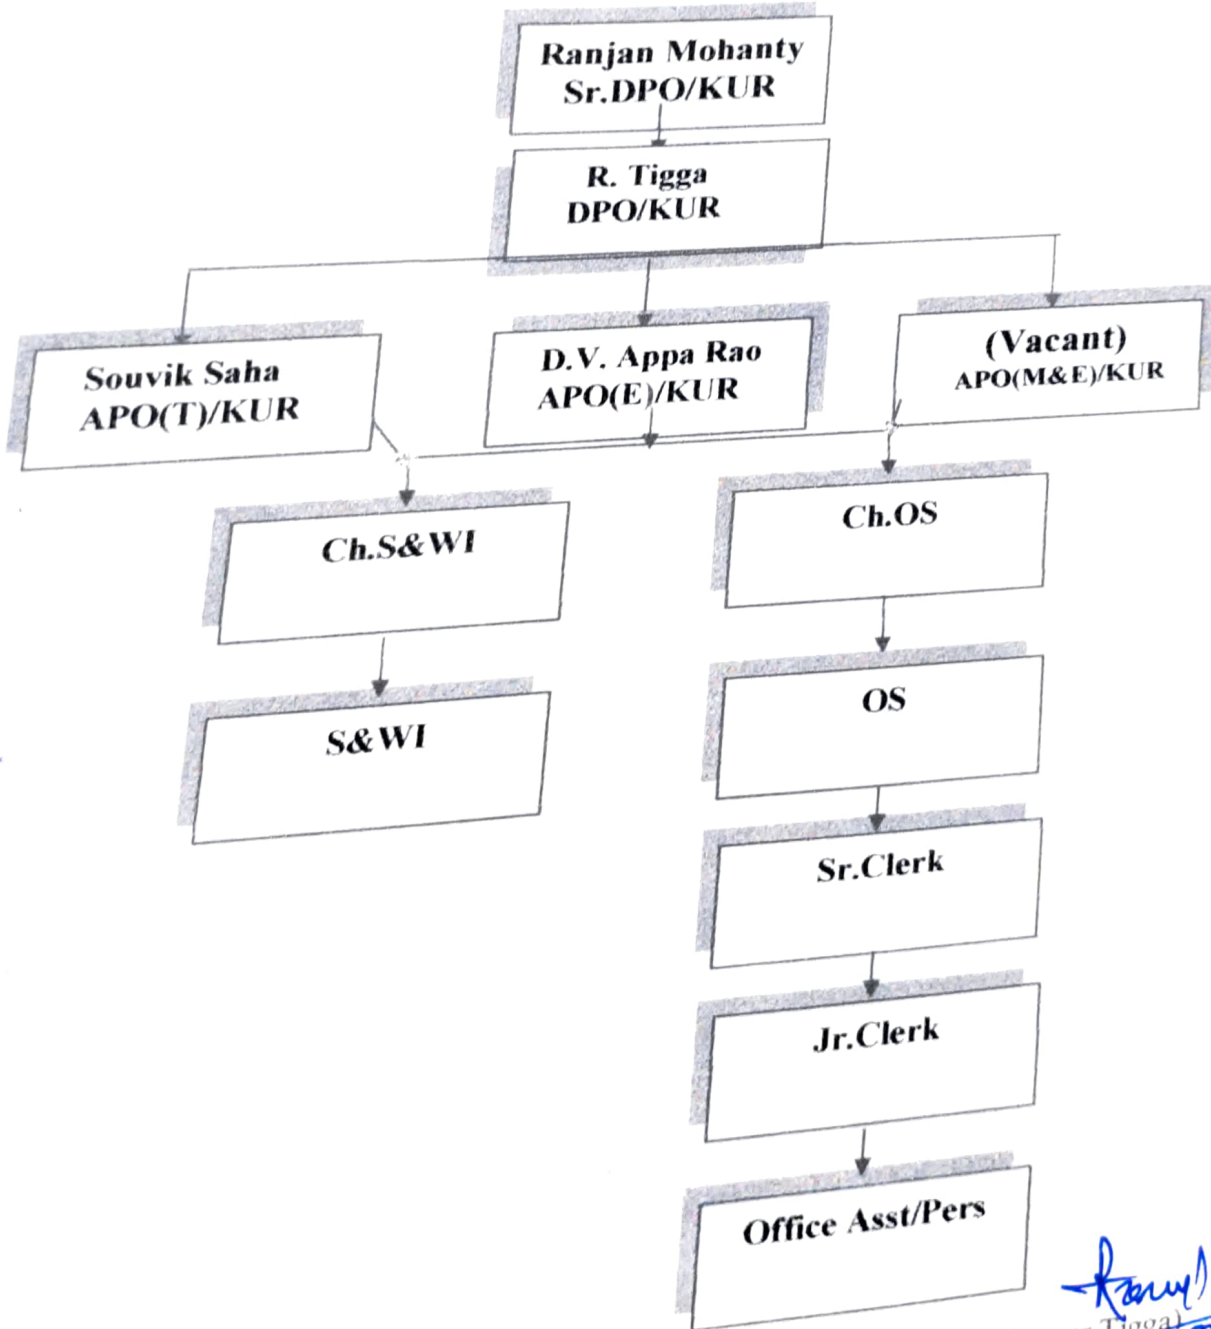 Ranjan Mohanty
Sr.DPO/KUR
R. Tigga
DPO/KUR
Souvik Saha
APO(T)/KUR
D.V. Appa Rao
APO(E)/KUR
(Vacant)
APO(M&E)/KUR
Ch.S&WI
Ch.OS
S&WI
OS
Sr.Clerk
Jr.Clerk
Office Asst/Pers
Tigga)